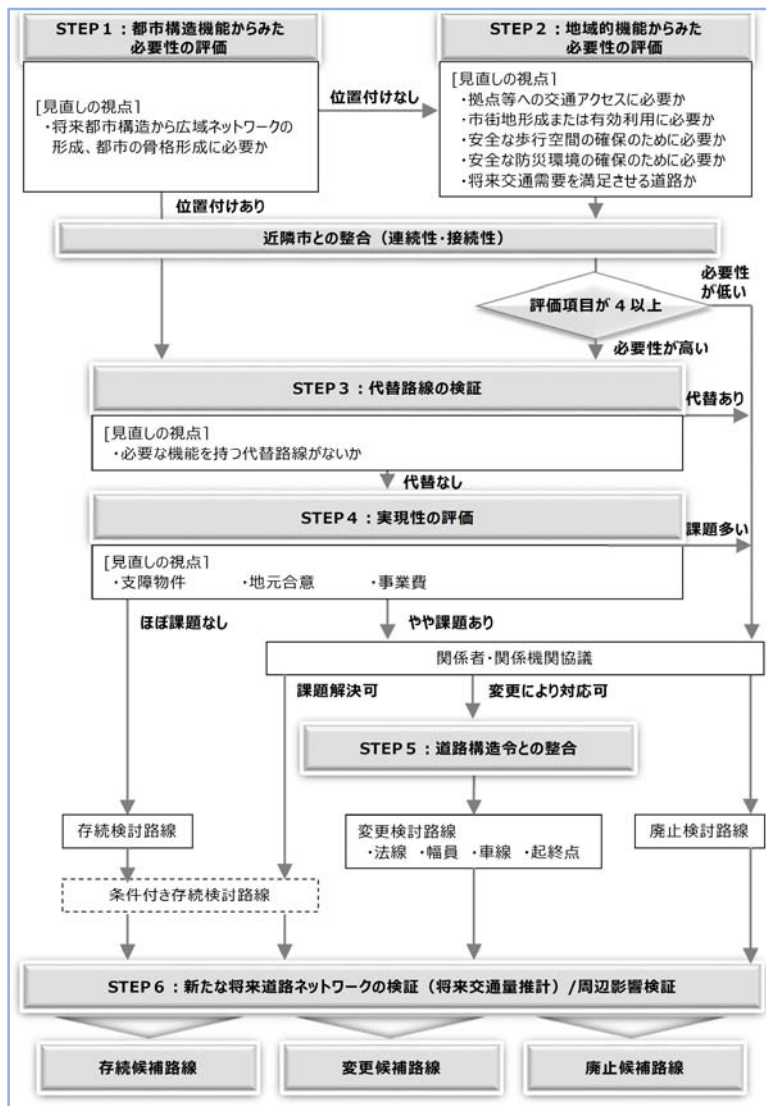 STEP１：都市構造機能からみた
必要性の評価
[見直しの視点]
・将来都市構造から広域ネットワークの
形成、都市の骨格形成に必要か
位置付けなし
STEP２：地域的機能からみた
必要性の評価
[見直しの視点]
・拠点等への交通アクセスに必要か
・市街地形成または有効利用に必要か
・安全な歩行空間の確保のために必要か
・安全な防災環境の確保のために必要か
・将来交通需要を満足させる道路か
位置付けあり
近隣市との整合（連続性・接続性）
必要性
が低い
評価項目が４以上
必要性が高い
STEP３：代替路線の検証
代替あり
[見直しの視点]
・必要な機能を持つ代替路線がないか
代替なし
STEP４：実現性の評価
課題多い
[見直しの視点]
・支障物件　・地元合意　・事業費
ほぼ課題なし
やや課題あり
関係者・関係機関協議
課題解決可
変更により対応可
STEP５：道路構造令との整合
存続検討路線
変更検討路線
・法線 ・幅員 ・車線 ・起終点
廃止検討路線
条件付き存続検討路線
STEP６：新たな将来道路ネットワークの検証（将来交通量推計）/周辺影響検証
存続候補路線
変更候補路線
廃止候補路線